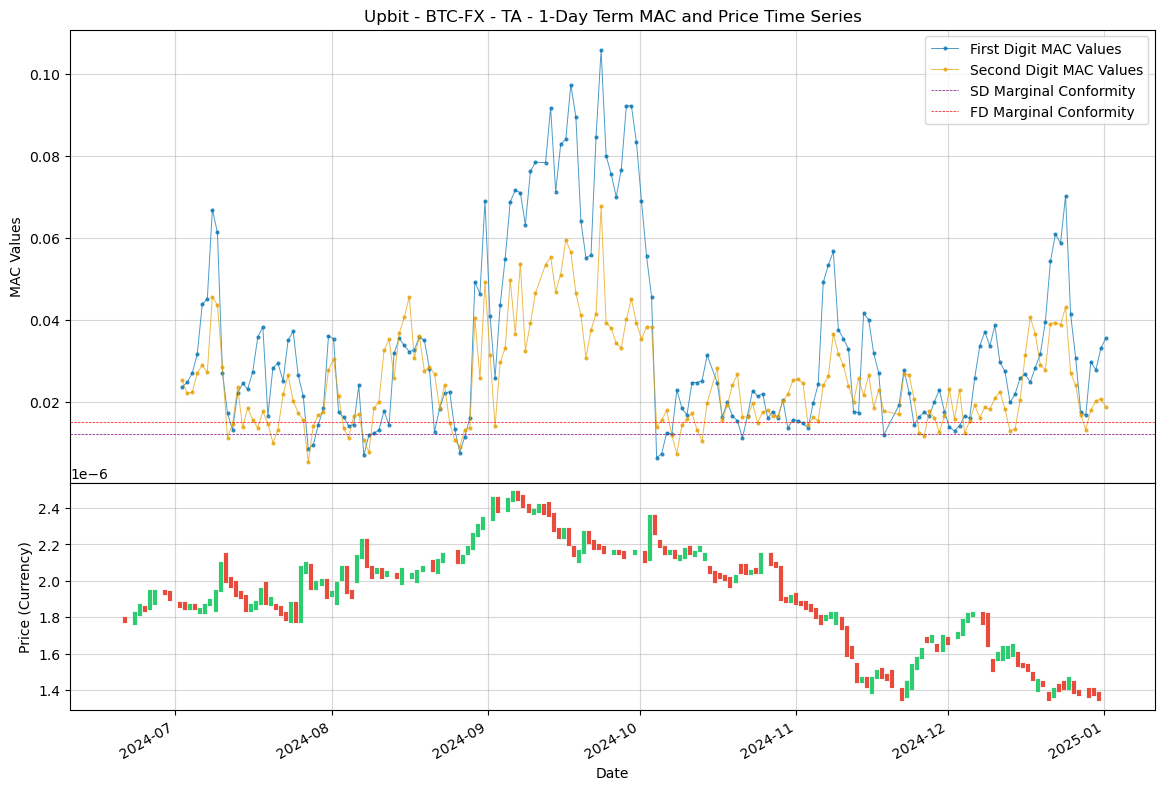 Upbit - BTC-FX - TA - 1-Day Term MAC and Price Time Series
First Digit MAC Values
Second Digit MAC Values
SD Marginal Conformity
FD Marginal Conformity
MAC Values
0.10
0.08
0.06
0.04
0.02
1e−6
Price (Currency)
2.4
2.2
2.0
1.8
1.6
1.4
2024-07
2024-08
2024-09
2024-10
2024-11
2024-12
2025-01
Date